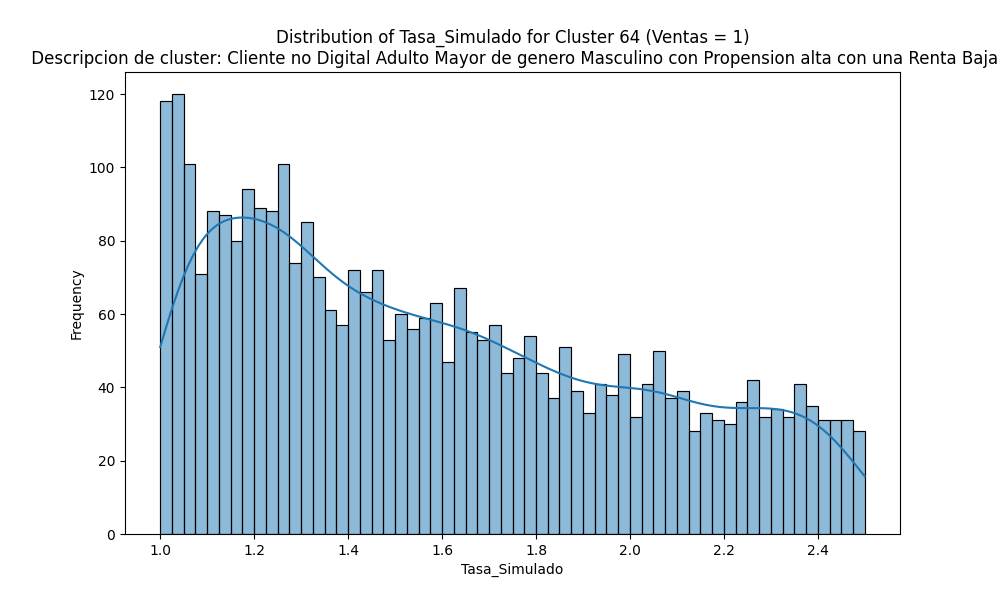 Distribution of Tasa_Simulado for Cluster 64 (Ventas = 1)
Descripcion de cluster: Cliente no Digital Adulto Mayor de genero Masculino con Propension alta con una Renta Baja
120
100
80
60
40
20
0
Frequency
1.0 1.2 1.4 1.6 1.8 2.0 2.2 2.4
Tasa_Simulado